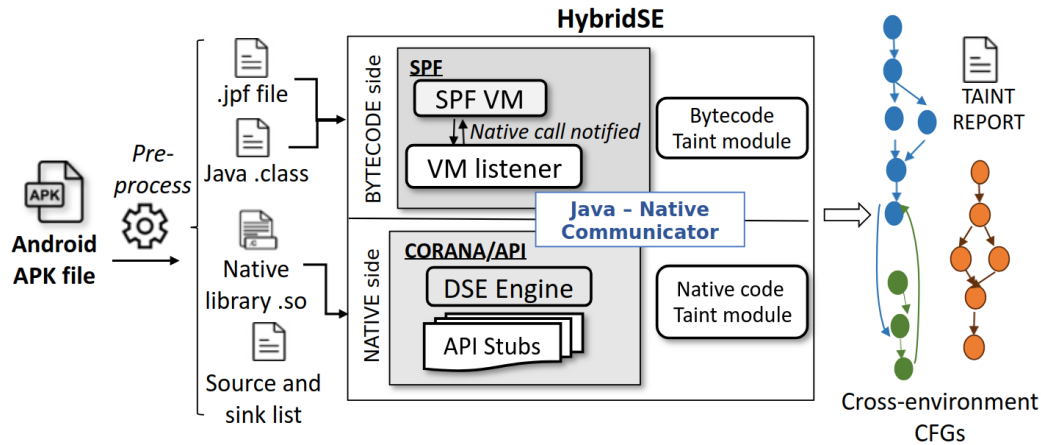 HybridSE
APK
Android
APK file
Pre-
process
.jpf file
Java .class
.C
Native
library .so
Source and
sink list
BYTECODE side
SPF
SPF VM
Native call notified
VM listener
Bytecode
Taint module
Java – Native
Communicator
NATIVE side
CORANA/API
DSE Engine
API Stubs
Native code
Taint module
TAINT
REPORT
Cross-environment
CFGs